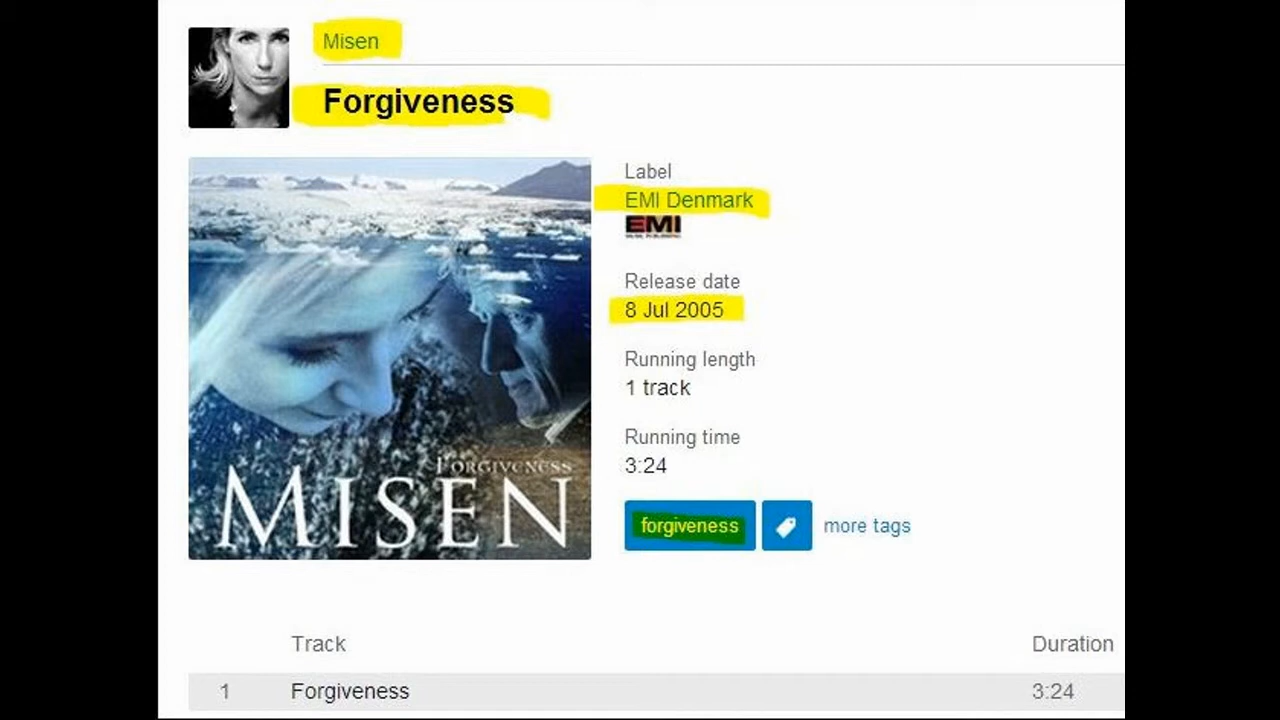 Misen
Forgiveness
Label
EMI Denmark
EMI
Release date
8 Jul 2005
Running length
1 track
Running time
3:24
FORGIVENESS
MISEN
forgiveness
more tags
Track Duration
1 Forgiveness 3:24